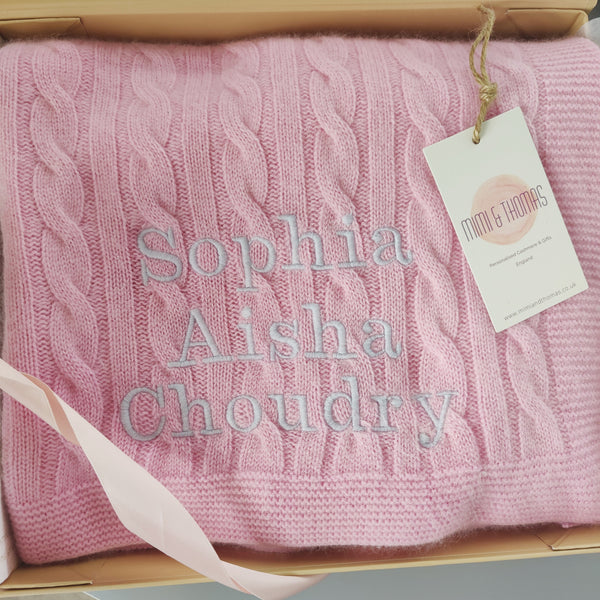 Sophia
Aisha
Choudry
MIMI & THOMAS
Personalised Cashmere & Gifts
England
www.mimiandthomas.co.uk